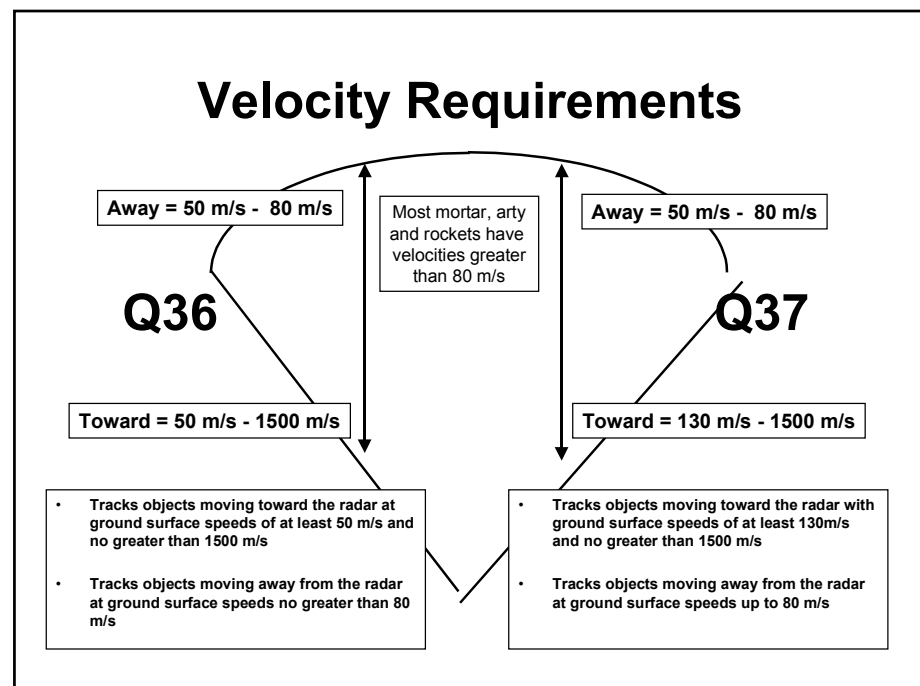 Velocity Requirements
Away = 50 m/s -  80 m/s
Most mortar, arty
and rockets have
velocities greater
than 80 m/s
Away = 50 m/s -  80 m/s
Q36
Q37
Toward = 50 m/s - 1500 m/s
Toward = 130 m/s - 1500 m/s
• Tracks objects moving toward the radar at
ground surface speeds of at least 50 m/s and
no greater than 1500 m/s
• Tracks objects moving away from the radar
at ground surface speeds no greater than 80
m/s
• Tracks objects moving toward the radar with
ground surface speeds of at least 130m/s
and no greater than 1500 m/s
• Tracks objects moving away from the radar
at ground surface speeds up to 80 m/s